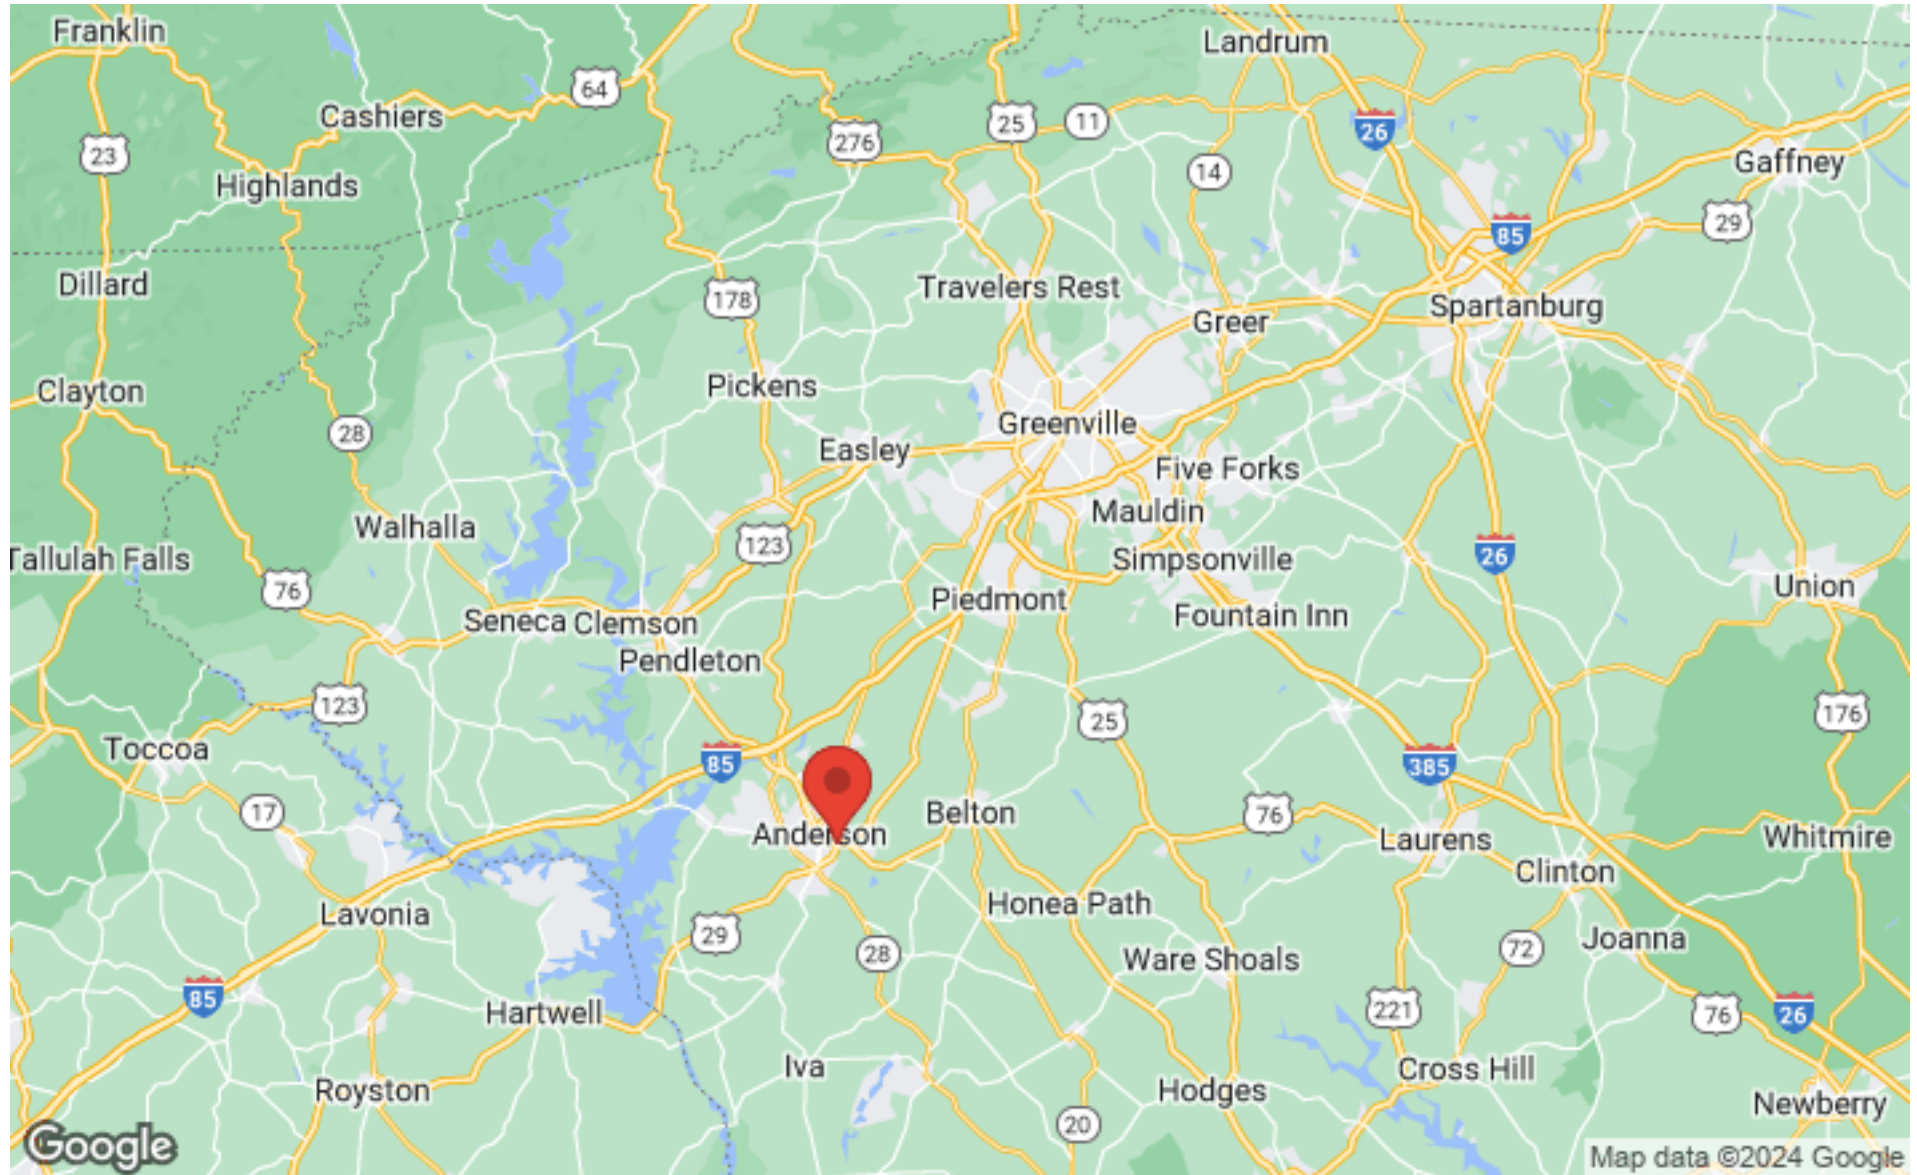 Franklin
Landrum
64
Cashiers
25
11
26
276
23
14
Gaffney
Highlands
29
85
Dillard
Travelers Rest
178
Spartanburg
Greer
Clayton
Pickens
28
Greenville
Easley
Five Forks
Mauldin
Walhalla
123
26
Tallulah Falls
Simpsonville
76
Union
Piedmont
Fountain Inn
Seneca
Clemson
Pendleton
123
25
176
Toccoa
85
385
17
Belton
76
Anderson
Laurens
Whitmire
Clinton
Lavonia
Honea Path
29
28
Joanna
72
Ware Shoals
85
221
Hartwell
76
26
Iva
Cross Hill
Royston
Hodges
Newberry
20
Google
Map data ©2024 Google